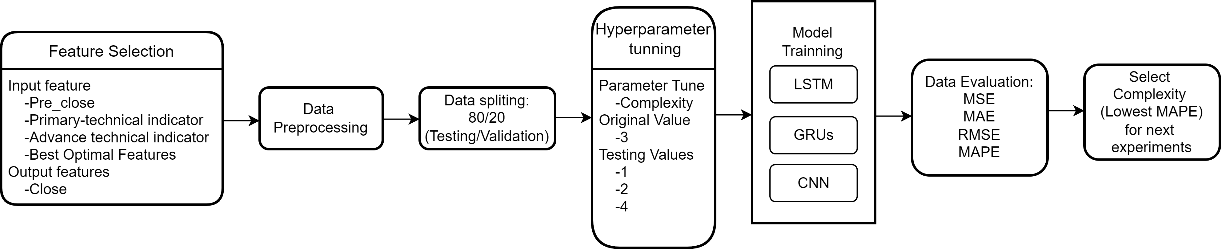 Feature Selection
Input feature
-Pre_close
-Primary-technical indicator
-Advance technical indicator
-Best Optimal Features
Output features
-Close
Data
Preprocessing
Data spliting:
80/20
(Testing/Validation)
Hyperparameter
tunning
Parameter Tune
-Complexity
Original Value
-3
Testing Values
-1
-2
-4
Model
Trainning
LSTM
GRUs
CNN
Data Evaluation:
MSE
MAE
RMSE
MAPE
Select
Complexity
(Lowest MAPE)
for next
experiments